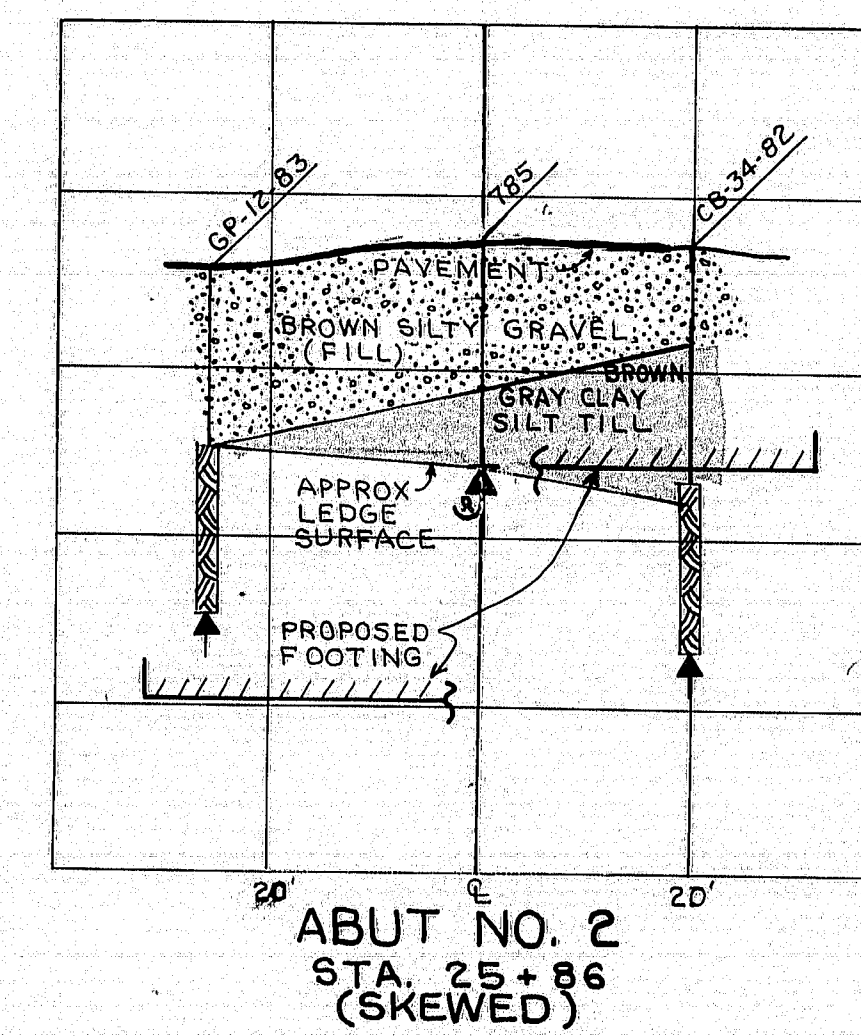 GP-12-83
785
CB-34-82
PAVEMENT
BROWN SILTY GRAVEL
(FILL)
BROWN
GRAY CLAY
SILT TILL
APPROX
LEDGE
SURFACE
PROPOSED
FOOTING
20'
℄
20'
ABUT NO. 2
STA. 25+86
(SKEWED)